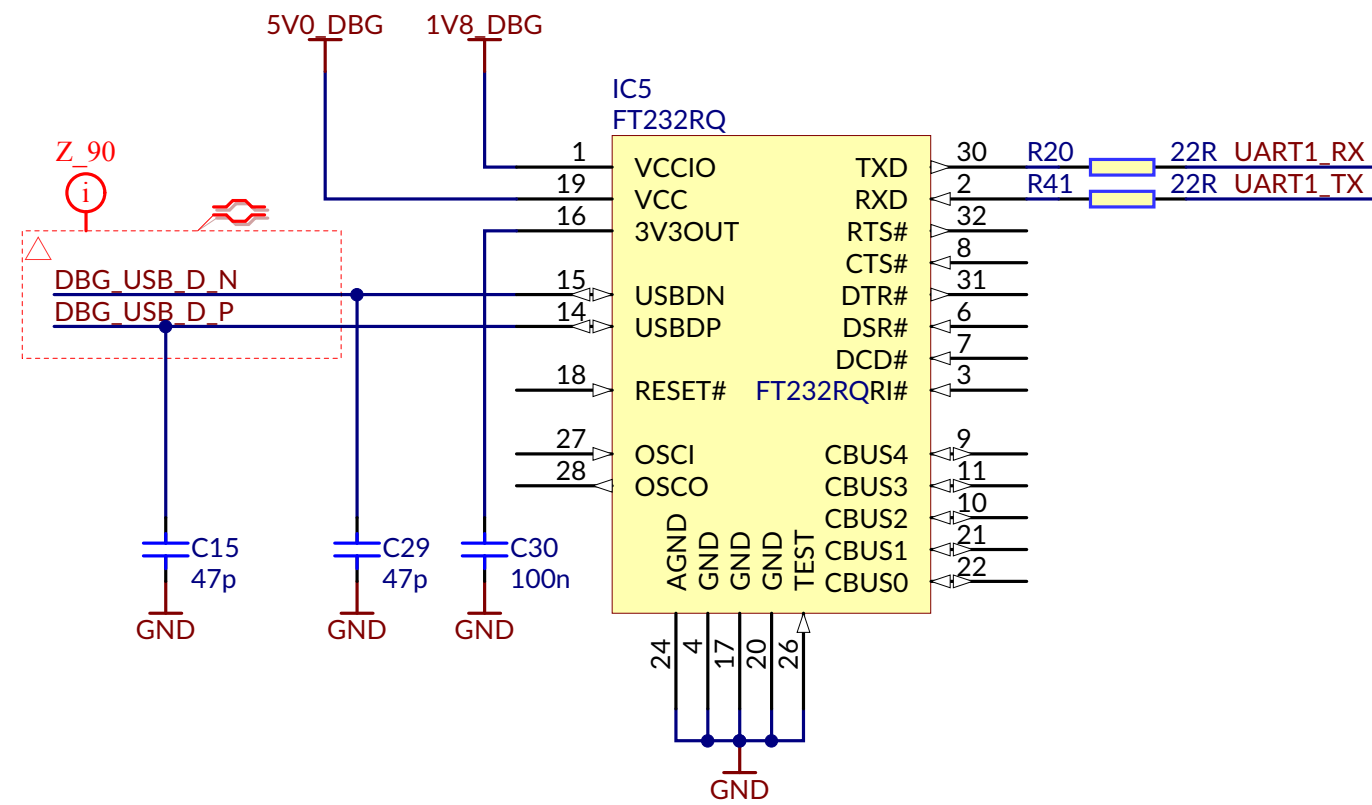 5V0_DBG 1V8_DBG
IC5
FT232RQ
Z_90
i
1 VCCIO TXD 30 R20 22R UART1_RX
19 VCC RXD 2 R41 22R UART1_TX
16 3V3OUT RTS# 32
CTS# 8
DBG_USB_D_N 15 USBDN DTR# 31
DBG_USB_D_P 14 USBDP DSR# 6
DCD# 7
18 RESET# FT232RQ RI# 3
27 OSCI CBUS4 9
28 OSCO CBUS3 11
CBUS2 10
CBUS1 21
CBUS0 22
AGND GND GND GND TEST
C15 C29 C30
47p 47p 100n
GND GND GND
24 4 17 20 26
GND